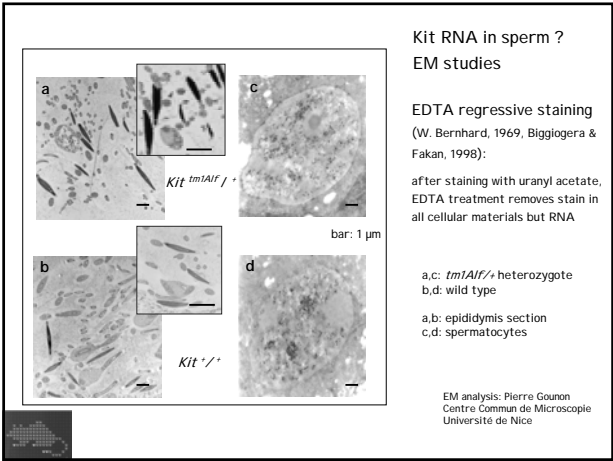 Kit RNA in sperm ?
EM studies
EDTA regressive staining
(W. Bernhard, 1969, Biggiogera &
Fakan, 1998):
after staining with uranyl acetate,
EDTA treatment removes stain in
all cellular materials but RNA
a
c
Kit tm1Alf / +
bar: 1 µm
b
d
Kit +/+
a,c: tm1Alf/+ heterozygote
b,d: wild type
a,b: epididymis section
c,d: spermatocytes
EM analysis: Pierre Gounon
Centre Commun de Microscopie
Université de Nice